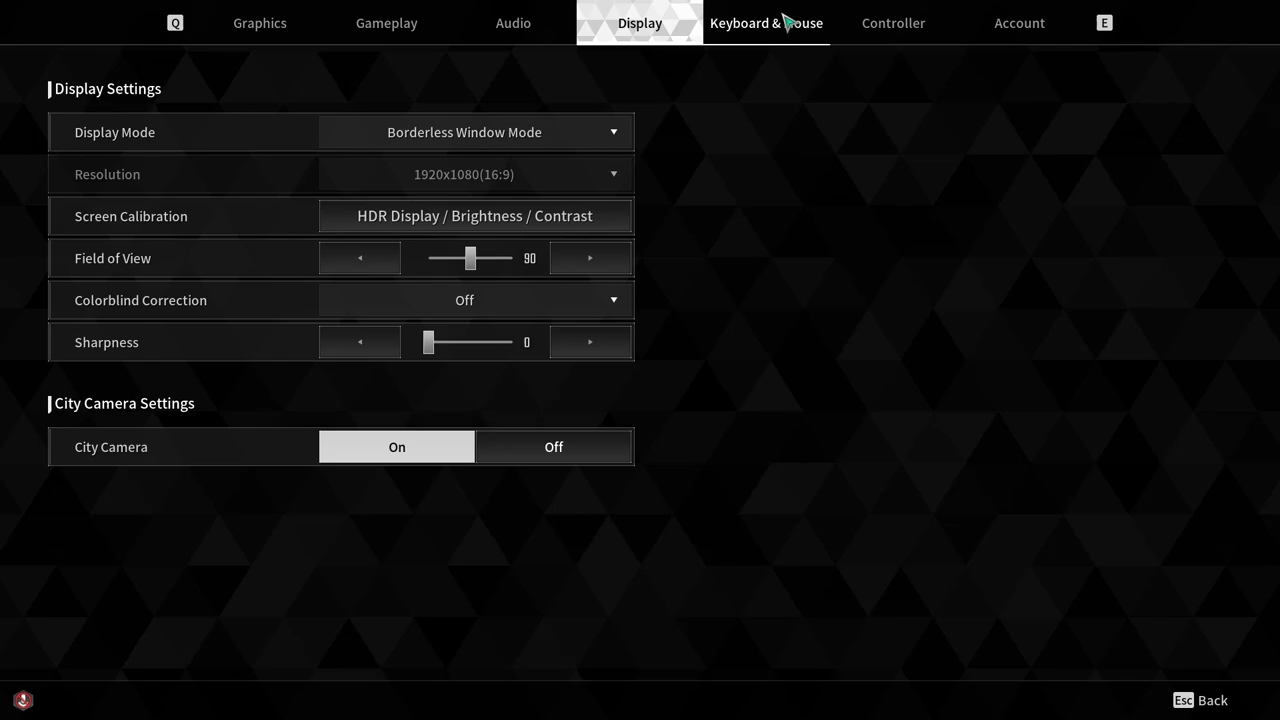 Q Graphics Gameplay Audio Display Keyboard & Mouse Controller Account E
Display Settings
Display Mode Borderless Window Mode
Resolution 1920x1080(16:9)
Screen Calibration HDR Display / Brightness / Contrast
Field of View 90
Colorblind Correction Off
Sharpness 0
City Camera Settings
City Camera On Off
Esc Back